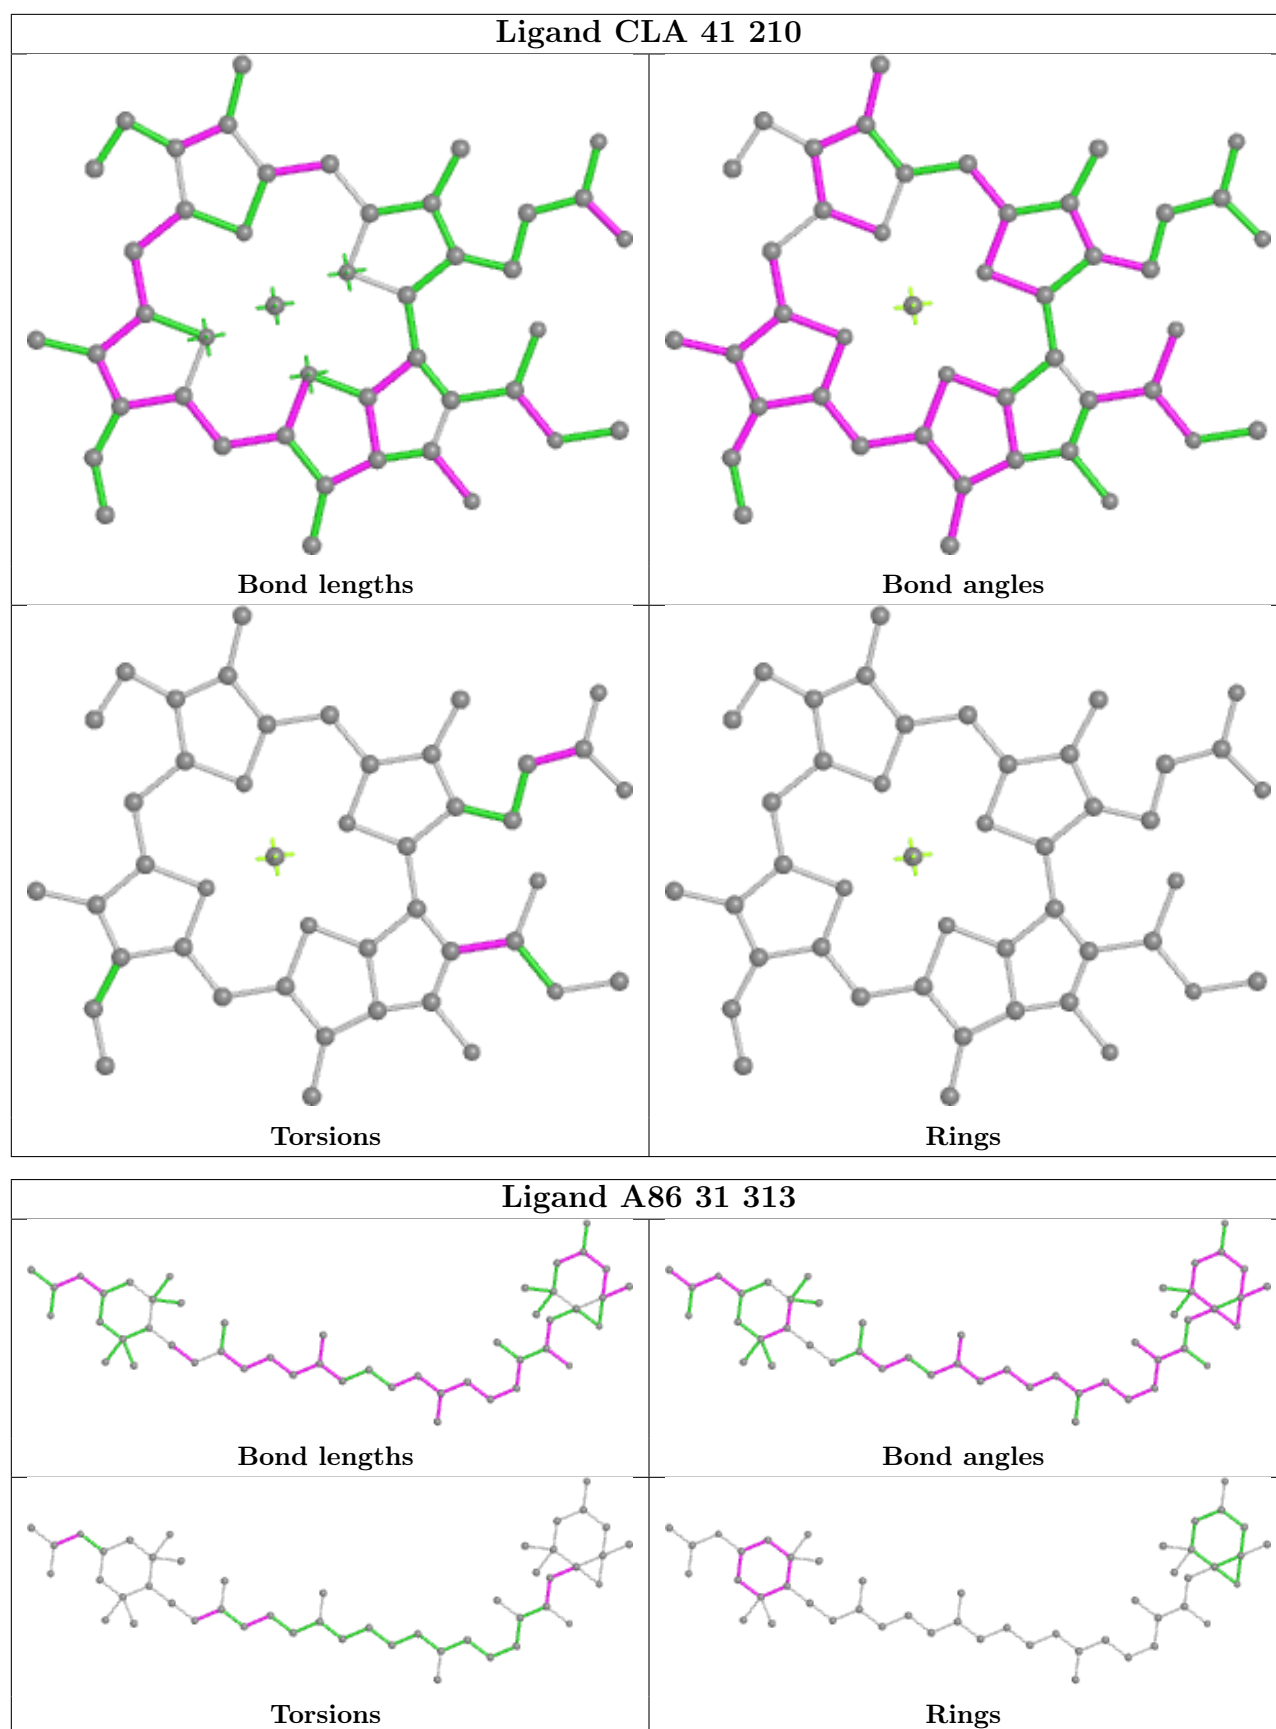 Ligand CLA 41 210
Bond lengths
Bond angles
Torsions
Rings
Ligand A86 31 313
Bond lengths
Bond angles
Torsions
Rings